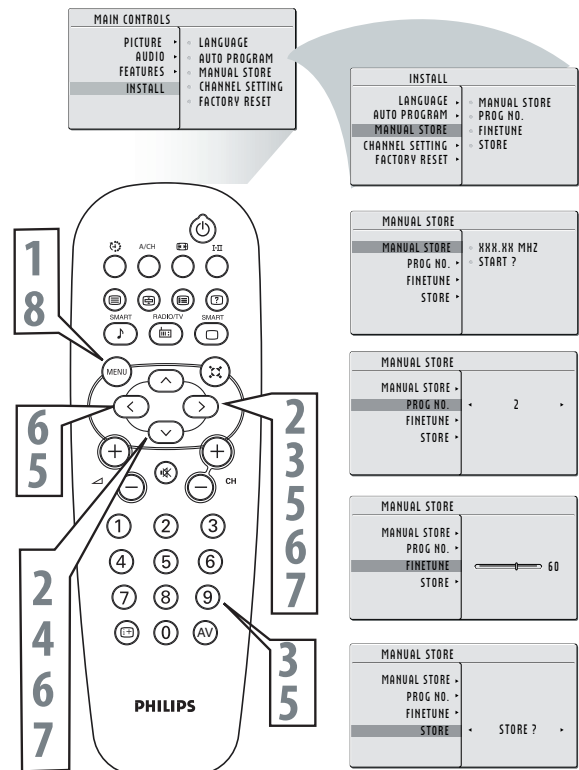 MAIN CONTROLS
PICTURE LANGUAGE
AUDIO AUTO PROGRAM
FEATURES MANUAL STORE
INSTALL CHANNEL SETTING
FACTORY RESET
INSTALL
LANGUAGE MANUAL STORE
AUTO PROGRAM PROG NO.
MANUAL STORE FINETUNE
CHANNEL SETTING STORE
FACTORY RESET
MANUAL STORE
MANUAL STORE XXX.XX MHZ
PROG NO. START ?
FINETUNE
STORE
MANUAL STORE
MANUAL STORE
PROG NO. 2
FINETUNE
STORE
MANUAL STORE
MANUAL STORE
PROG NO.
FINETUNE 60
STORE
MANUAL STORE
MANUAL STORE
PROG NO.
FINETUNE
STORE STORE ?
A/CH I-II
?
SMART RADIO/TV SMART
MENU
CH
1 2 3
4 5 6
7 8 9
i+ 0 AV
PHILIPS
1
8
6
5
2
4
6
7
2
3
5
6
7
3
5